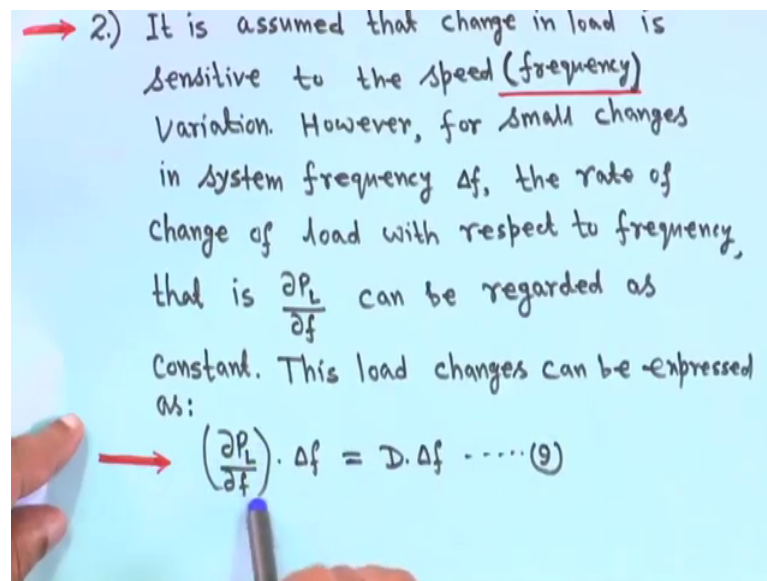 2.) It is assumed that change in load is
sensitive to the speed (frequency)
Variation. However, for small changes
in system frequency Δf, the rate of
change of load with respect to frequency,
that is ∂P_L/∂f can be regarded as
Constant. This load changes can be expressed
as:
(∂P_L/∂f) · Δf = D.Δf ...... (9)